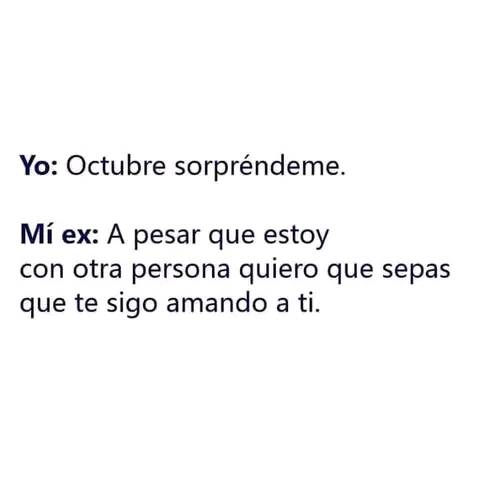 Yo: Octubre sorpréndeme.
Mí ex: A pesar que estoy
con otra persona quiero que sepas
que te sigo amando a ti.